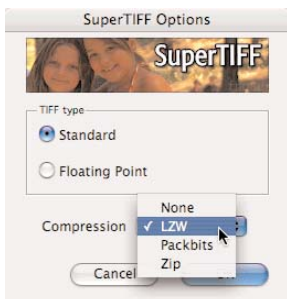 SuperTIFF Options
SuperTIFF
TIFF type
Standard
Floating Point
None
Compression ✓ LZW
Packbits
Zip
Cancel